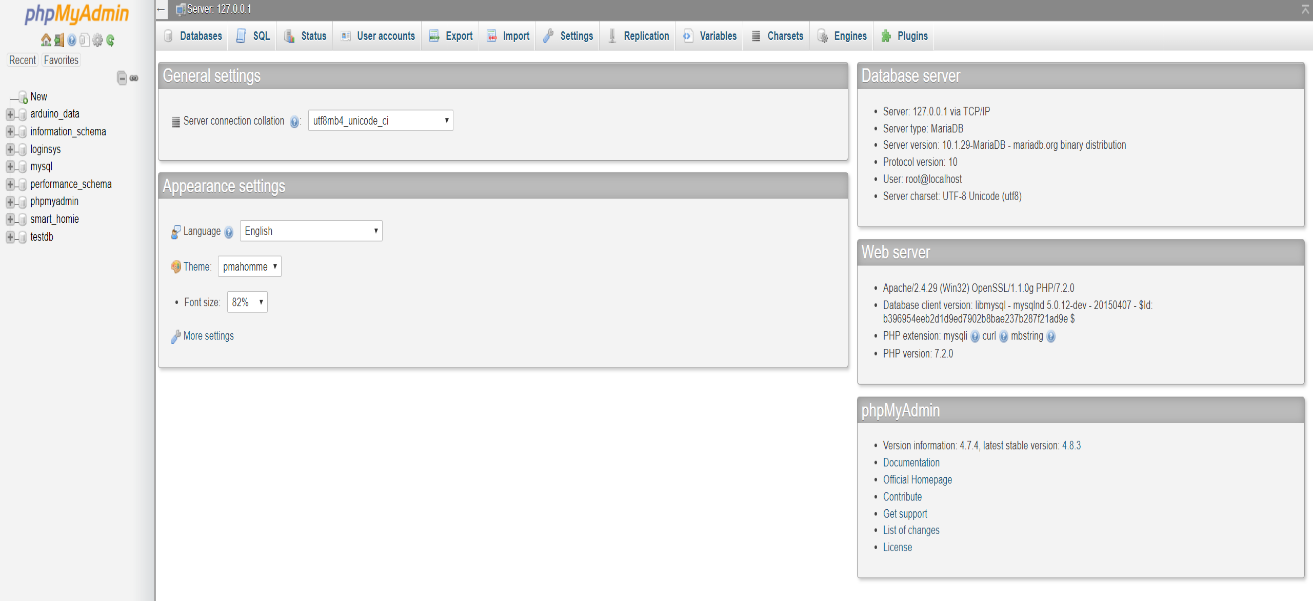 phpMyAdmin
Recent Favorites
New
arduino_data
information_schema
loginsys
mysql
performance_schema
phpmyadmin
smart_homie
testdb
Server: 127.0.0.1
Databases SQL Status User accounts Export Import Settings Replication Variables Charsets Engines Plugins
General settings
Server connection collation : utf8mb4_unicode_ci
Appearance settings
Language English
Theme: pmahomme
• Font size: 82%
More settings
Database server
• Server: 127.0.0.1 via TCP/IP
• Server type: MariaDB
• Server version: 10.1.29-MariaDB - mariadb.org binary distribution
• Protocol version: 10
• User: root@localhost
• Server charset: UTF-8 Unicode (utf8)
Web server
• Apache/2.4.29 (Win32) OpenSSL/1.1.0g PHP/7.2.0
• Database client version: libmysql - mysqlnd 5.0.12-dev - 20150407 - $Id:
b396954eeb2d1d9ed7902b8bae237b287f21ad9e $
• PHP extension: mysqli curl mbstring
• PHP version: 7.2.0
phpMyAdmin
• Version information: 4.7.4, latest stable version: 4.8.3
• Documentation
• Official Homepage
• Contribute
• Get support
• List of changes
• License